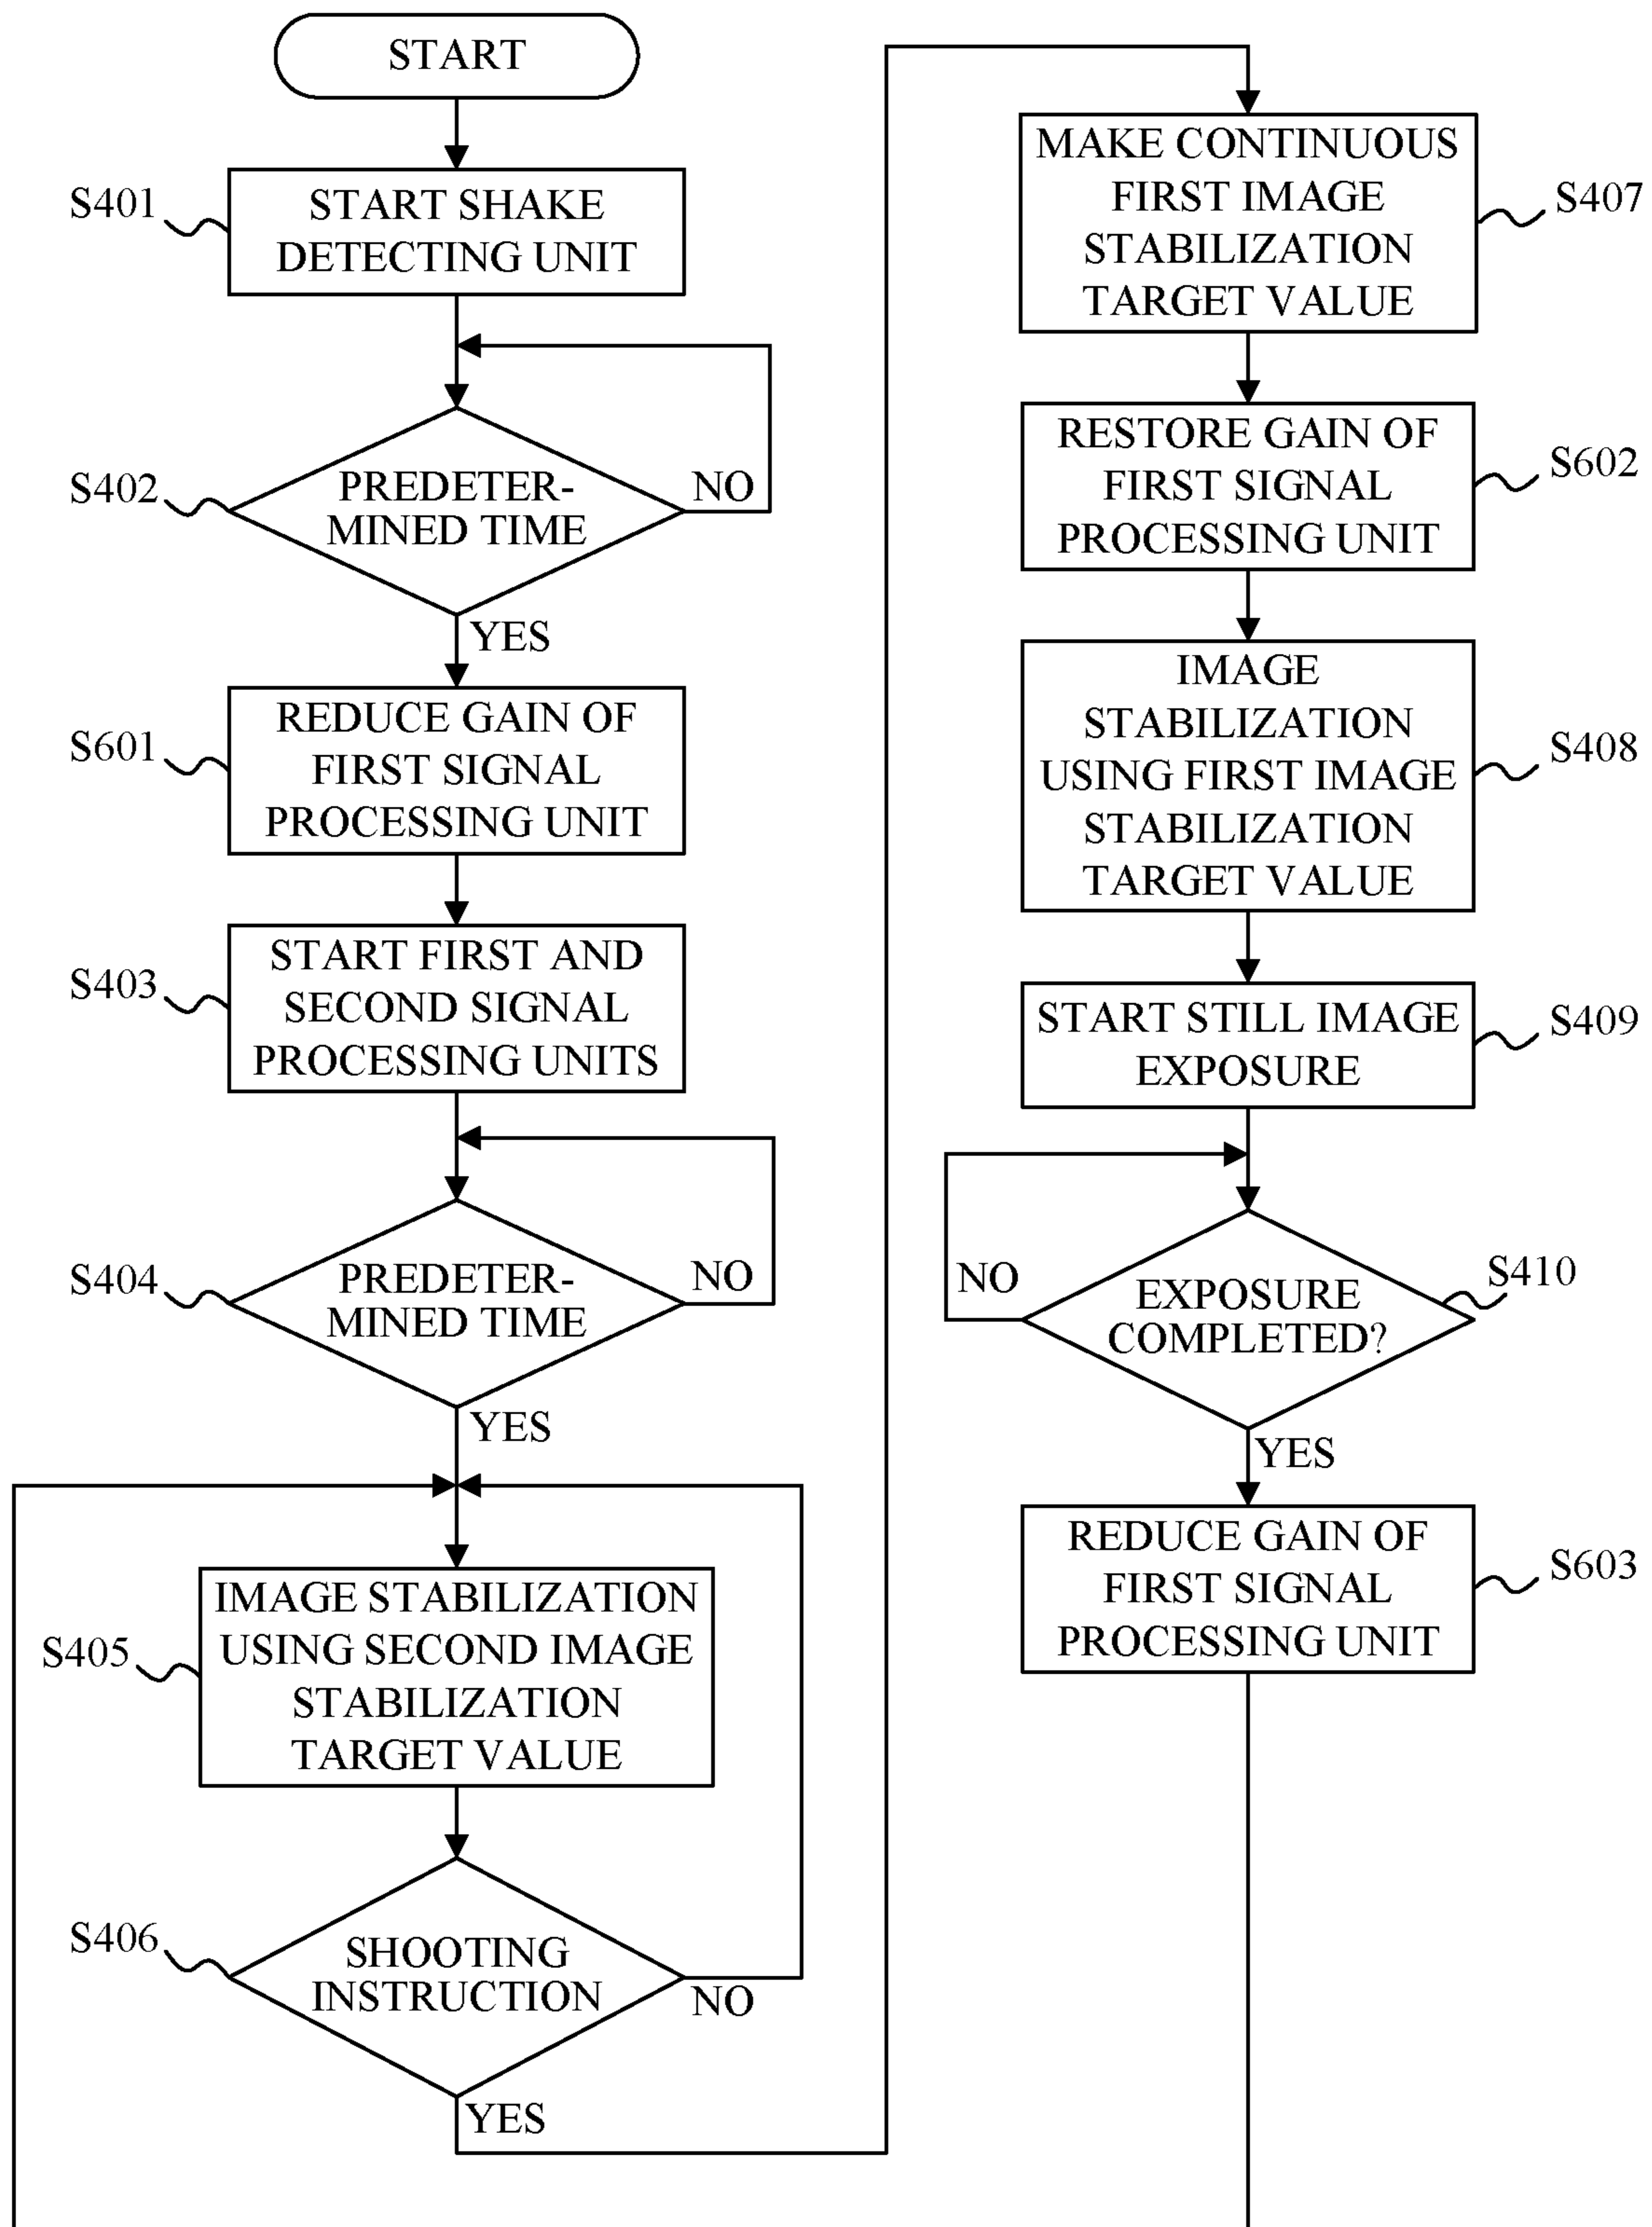 START
S401
START SHAKE
DETECTING UNIT
S402
PREDETER-
MINED TIME
NO
YES
S601
REDUCE GAIN OF
FIRST SIGNAL
PROCESSING UNIT
S403
START FIRST AND
SECOND SIGNAL
PROCESSING UNITS
S404
PREDETER-
MINED TIME
NO
YES
S405
IMAGE STABILIZATION
USING SECOND IMAGE
STABILIZATION
TARGET VALUE
S406
SHOOTING
INSTRUCTION
NO
YES
MAKE CONTINUOUS
FIRST IMAGE
STABILIZATION
TARGET VALUE
S407
RESTORE GAIN OF
FIRST SIGNAL
PROCESSING UNIT
S602
IMAGE
STABILIZATION
USING FIRST IMAGE
STABILIZATION
TARGET VALUE
S408
START STILL IMAGE
EXPOSURE
S409
NO
EXPOSURE
COMPLETED?
S410
YES
REDUCE GAIN OF
FIRST SIGNAL
PROCESSING UNIT
S603